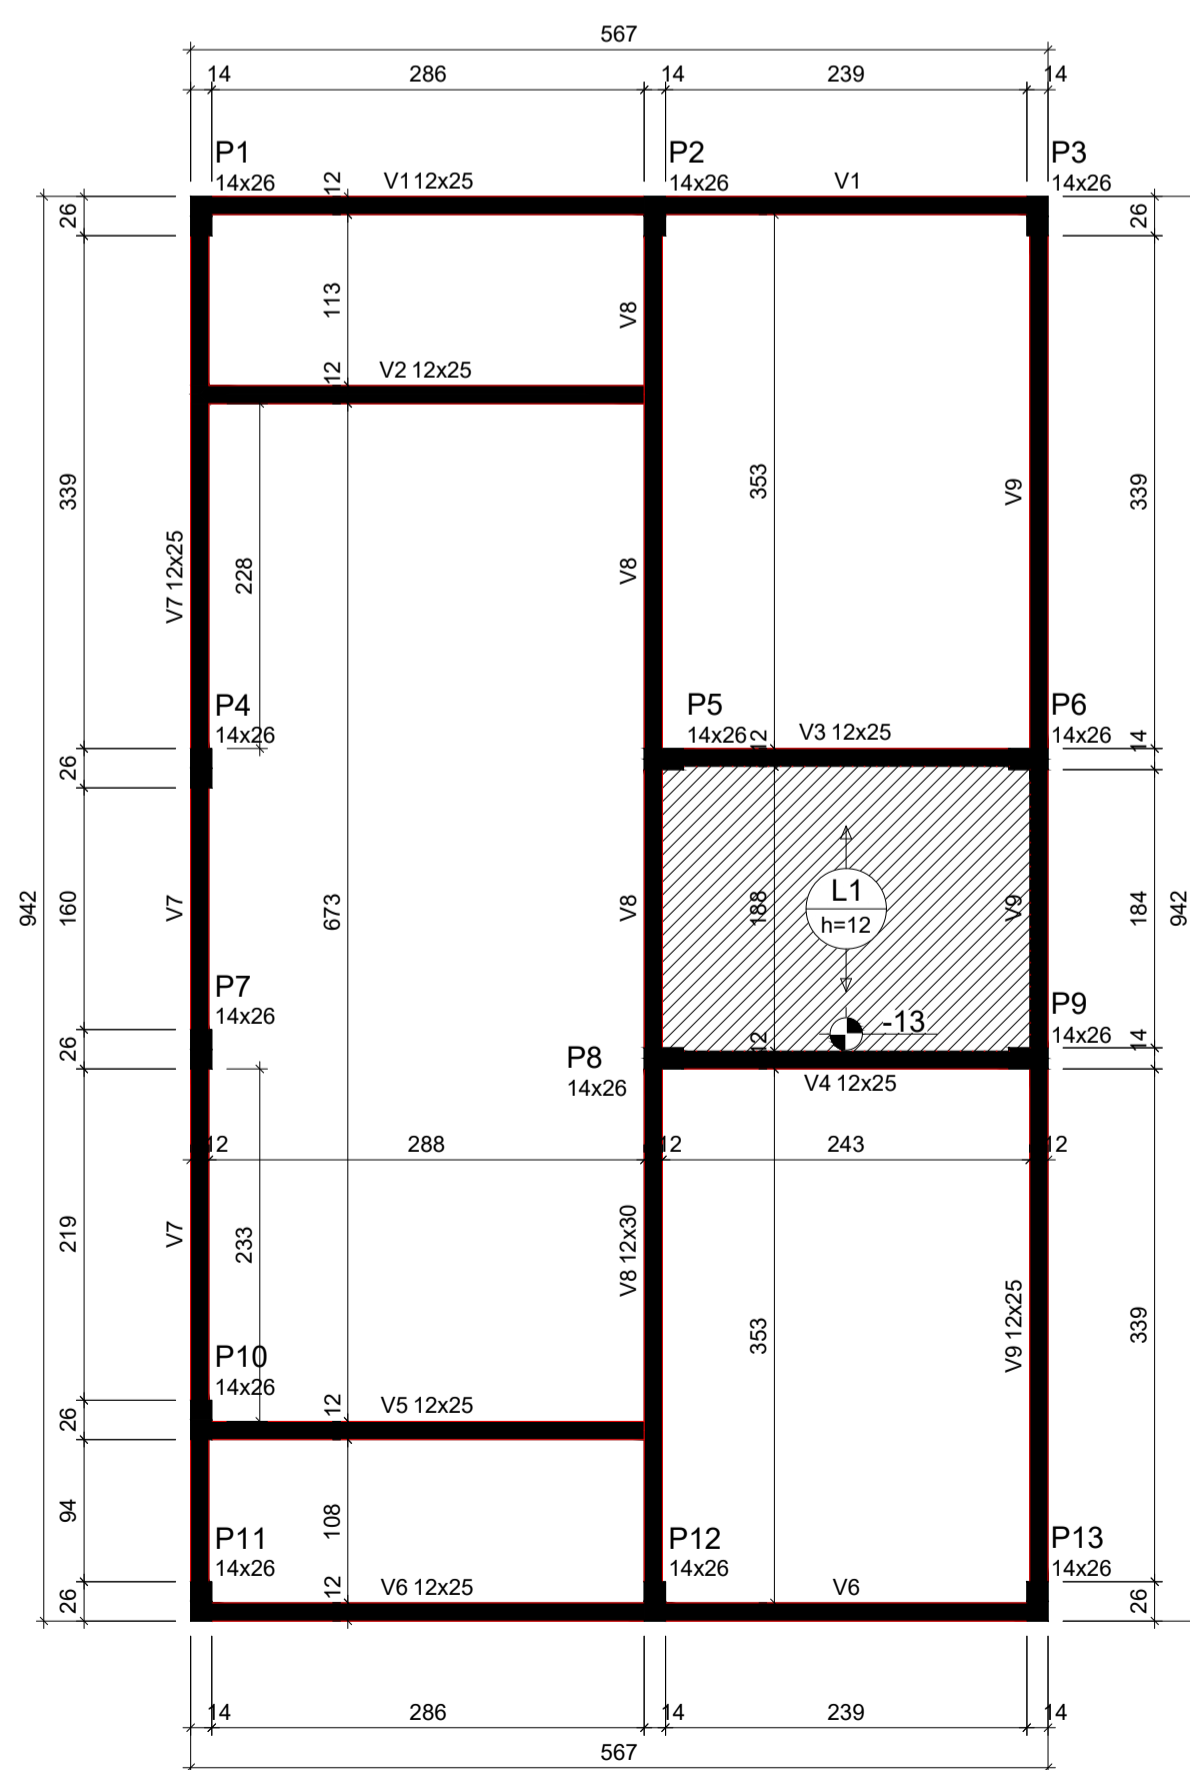 567
14 286 14 239 14
P1 P2 P3
14x26 12 V1 12x25 14x26 V1 14x26
26 26
113 V8
12 V2 12x25
339 353 V9 339
V7 12x25 228 V8
P4 P5 P6
14x26 14x26 12 V3 12x25 14x26 14
26
942 160 V7 673 V8 188 L1 V9 184 942
h=12
P7 P9
14x26 -13 14x26 14
26 12
P8
14x26 V4 12x25
12 288 12 243 12
219 V7 233 V8 12x30 353 V9 12x25 339
P10
14x26
26 12 V5 12x25
94 108
P11 P12 P13
14x26 14x26 14x26
26 12 V6 12x25 V6 26
14 286 14 239 14
567